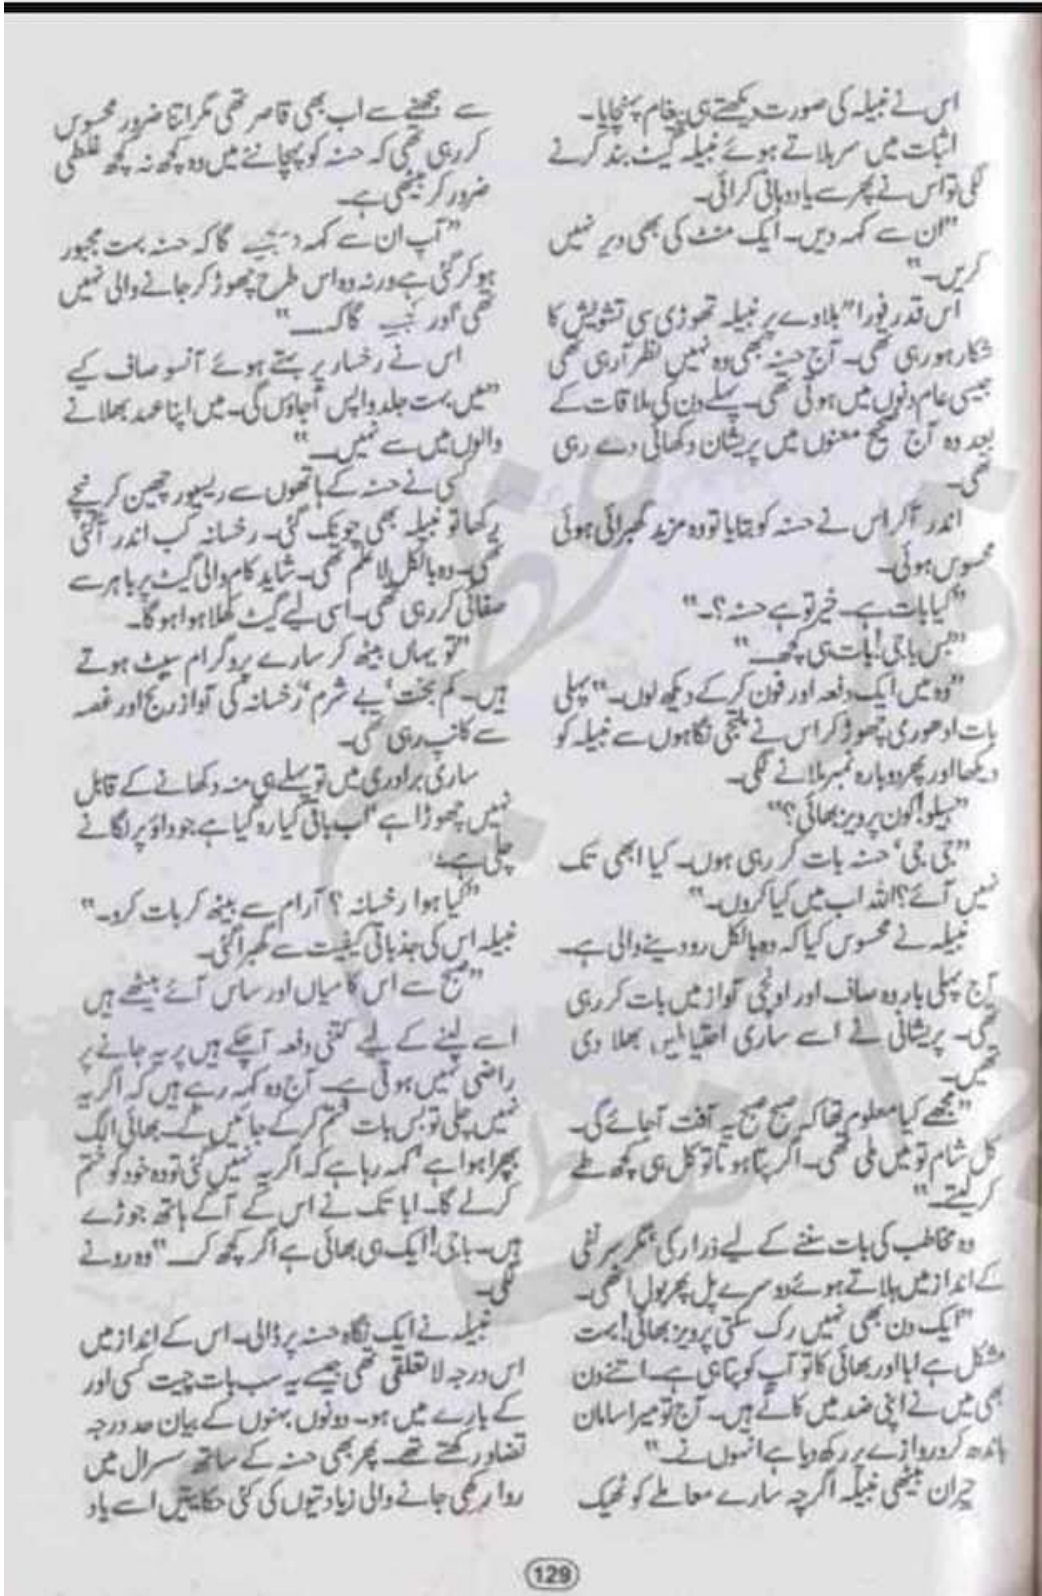 اس نے نبیلہ کی صورت دیکھتے ہی پیغام پہنچایا۔
اثبات میں سر ہلاتے ہوئے نبیلہ گیٹ بند کرنے
لگی تو اس نے پھر سے یاد دہانی کرائی۔
"ان سے کہہ دیں۔ ایک منٹ کی بھی دیر نہیں
کریں۔"
اس قدر فورا" بلاوے پر نبیلہ تھوڑی سی تشویش کا
شکار ہو رہی تھی۔ آج حسنہ بھی وہ نہیں نظر آرہی تھی
جیسی عام دنوں میں ہوتی تھی۔ پہلے دن کی ملاقات کے
بعد وہ آج صحیح معنوں میں پریشان دکھائی دے رہی
تھی۔
اندر آکر اس نے حسنہ کو بتایا تو وہ مزید گھبرائی ہوئی
محسوس ہوئی۔
"کیا بات ہے۔ خیر تو ہے حسنہ؟۔"
"بس باجی! بات ہی کچھ۔۔"
"وہ میں ایک دفعہ اور فون کرکے دیکھ لوں۔" پہلی
بات ادھوری چھوڑ کر اس نے ملتجی نگاہوں سے نبیلہ کو
دیکھا اور پھر دوبارہ نمبر ملانے لگی۔
"ہیلو! کون پرویز بھائی؟"
"جی جی' حسنہ بات کر رہی ہوں۔ کیا ابھی تک
نہیں آئے؟ اللہ اب میں کیا کروں۔"
نبیلہ نے محسوس کیا کہ وہ بالکل رو دینے والی ہے۔
آج پہلی بار وہ صاف اور اونچی آواز میں بات کر رہی
تھی۔ پریشانی نے اسے ساری احتیاطیں بھلا دی
تھیں۔
"مجھے کیا معلوم تھا کہ صبح صبح یہ آفت آجائے گی۔
کل شام تو میں ملی تھی۔ اگر پتا ہوتا تو کل ہی کچھ طے
کر لیتے۔"
وہ مخاطب کی بات سننے کے لیے ذرا رکی' مگر سر نفی
کے انداز میں ہلاتے ہوئے دوسرے پل پھر بول اٹھی۔
"ایک دن بھی نہیں رک سکتی پرویز بھائی! بہت
مشکل ہے ابا اور بھائی کا تو آپ کو پتا ہی ہے۔ اتنے دن
بھی میں نے اپنی ضد میں کاٹے ہیں۔ آج تو میرا سامان
باندھ کر دروازے پر رکھ دیا ہے انہوں نے۔"
حیران بیٹھی نبیلہ اگرچہ سارے معاملے کو ٹھیک
سے سمجھنے سے اب بھی قاصر تھی مگر اتنا ضرور محسوس
کر رہی تھی کہ حسنہ کو پہچاننے میں وہ کچھ نہ کچھ غلطی
ضرور کر بیٹھی ہے۔
"آپ ان سے کہہ دیجیے گا کہ حسنہ بہت مجبور
ہو کر گئی ہے ورنہ وہ اس طرح چھوڑ کر جانے والی نہیں
تھی اور کہیے گا کہ۔۔"
اس نے رخسار پر بہتے ہوئے آنسو صاف کیے
"میں بہت جلد واپس آجاؤں گی۔ میں اپنا عہد بھلانے
والوں میں سے نہیں۔"
کسی نے حسنہ کے ہاتھوں سے ریسیور چھین کر نیچے
رکھا تو نبیلہ بھی چونک گئی۔ رخسانہ کب اندر آگئی
تھی۔ وہ بالکل لاعلم تھی۔ شاید کام والی گیٹ پر باہر سے
صفائی کر رہی تھی۔ اسی لیے گیٹ کھلا ہوا ہوگا۔
"تو یہاں بیٹھ کر سارے پروگرام سیٹ ہوتے
ہیں۔ کم بخت' بے شرم' رخسانہ کی آواز رنج اور غصہ
سے کانپ رہی تھی۔
ساری برادری میں تو پہلے ہی منہ دکھانے کے قابل
نہیں چھوڑا ہے' اب باقی کیا رہ گیا ہے جو داؤ پر لگانے
چلی ہے۔
"کیا ہوا رخسانہ؟ آرام سے بیٹھ کر بات کرو۔"
نبیلہ اس کی جذباتی کیفیت سے گھبرا گئی۔
"صبح سے اس کا میاں اور ساس آئے بیٹھے ہیں
اسے لینے کے لیے کتنی دفعہ آچکے ہیں پر یہ جانے پر
راضی نہیں ہوتی ہے۔ آج وہ کہہ رہے ہیں کہ اگر یہ
نہیں چلی تو بس بات ختم کر کے جائیں گے۔ بھائی الگ
بپھرا ہوا ہے' کہہ رہا ہے کہ اگر یہ نہیں گئی تو وہ خود کو ختم
کرلے گا۔ ابا تک نے اس کے آگے ہاتھ جوڑے
ہیں۔ باجی! ایک ہی بھائی ہے اگر کچھ کر۔" وہ رونے
لگی۔
نبیلہ نے ایک نگاہ حسنہ پر ڈالی۔ اس کے انداز میں
اس درجہ لا تعلقی تھی جیسے یہ سب بات چیت کسی اور
کے بارے میں ہو۔ دونوں بہنوں کے بیان حد درجہ
تضاد رکھتے تھے۔ پھر بھی حسنہ کے ساتھ سسرال میں
روا رکھی جانے والی زیادتیوں کی کئی حکایتیں اسے یاد
129